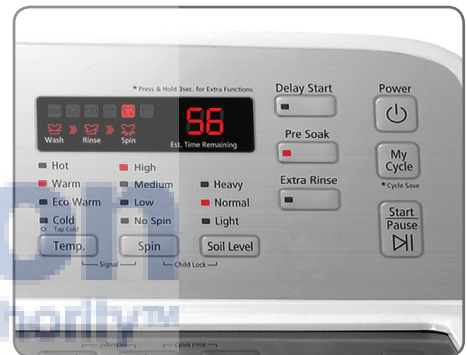 * Press & Hold 3sec. for Extra Functions
Delay Start
Power
56
Wash Rinse Spin
Est. Time Remaining
Pre Soak
My
Cycle
* Cycle Save
Hot
High
Warm
Medium
Heavy
Extra Rinse
Eco Warm
Low
Normal
Cold
Tap Cold
No Spin
Light
Start
Pause
Temp.
Spin
Soil Level
Signal
Child Lock
on
hority™